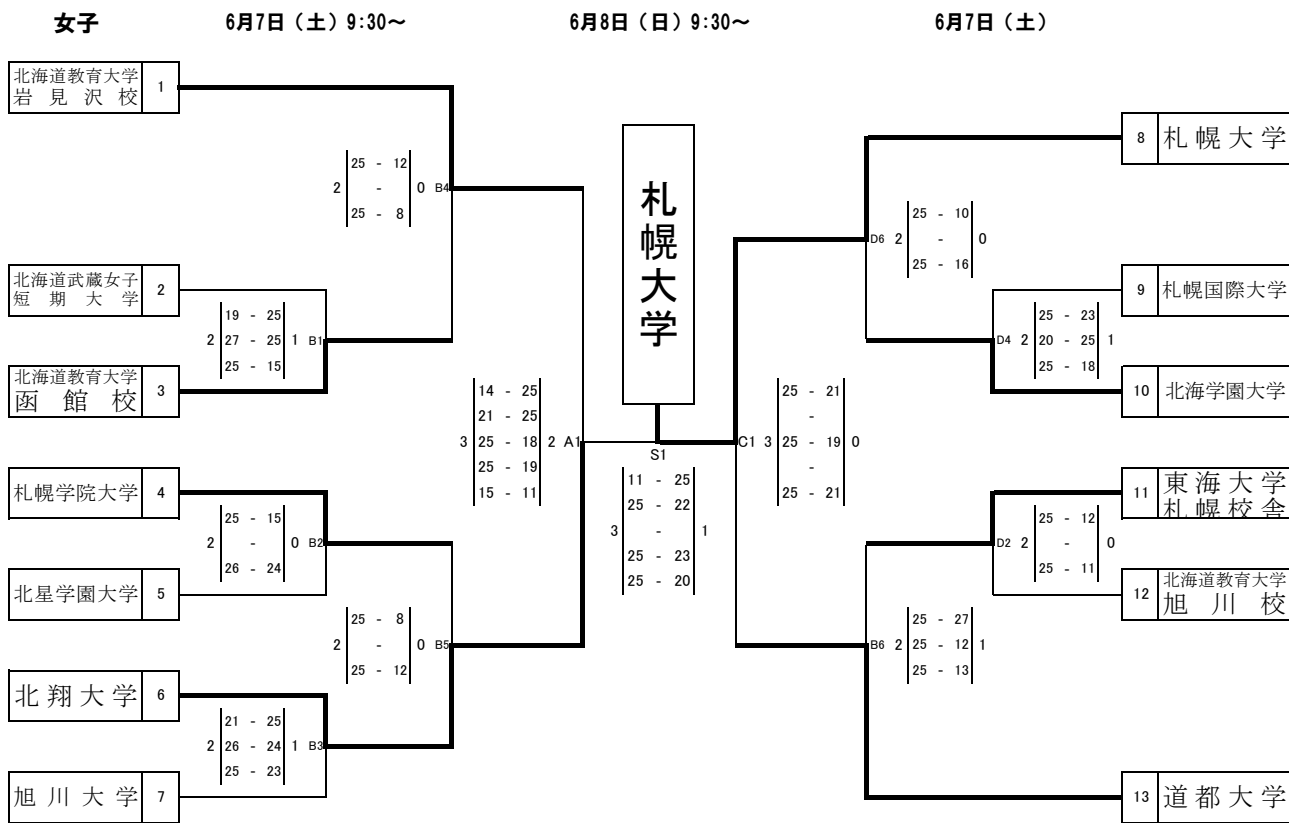 女子 6月7日（土）9:30～ 6月8日（日）9:30～ 6月7日（土）
北海道教育大学
岩見沢校 1
25 - 12
2 - 0 B4
25 - 8
北海道武蔵女子
短期大学 2
19 - 25
2 27 - 25 1 B1
25 - 15
北海道教育大学
函館校 3
14 - 25
21 - 25
3 25 - 18 2 A1
25 - 19
15 - 11
札幌学院大学 4
25 - 15
2 - 0 B2
26 - 24
北星学園大学 5
25 - 8
2 - 0 B5
25 - 12
北翔大学 6
21 - 25
2 26 - 24 1 B3
25 - 23
旭川大学 7
札幌大学
S1
11 - 25
25 - 22
3 - 1
25 - 23
25 - 20
8 札幌大学
25 - 10
D6 2 - 0
25 - 16
9 札幌国際大学
25 - 23
D4 2 20 - 25 1
25 - 18
10 北海学園大学
25 - 21
-
C1 3 25 - 19 0
-
25 - 21
11 東海大学
札幌校舎
25 - 12
D2 2 - 0
25 - 11
12 北海道教育大学
旭川校
25 - 27
B6 2 25 - 12 1
25 - 13
13 道都大学